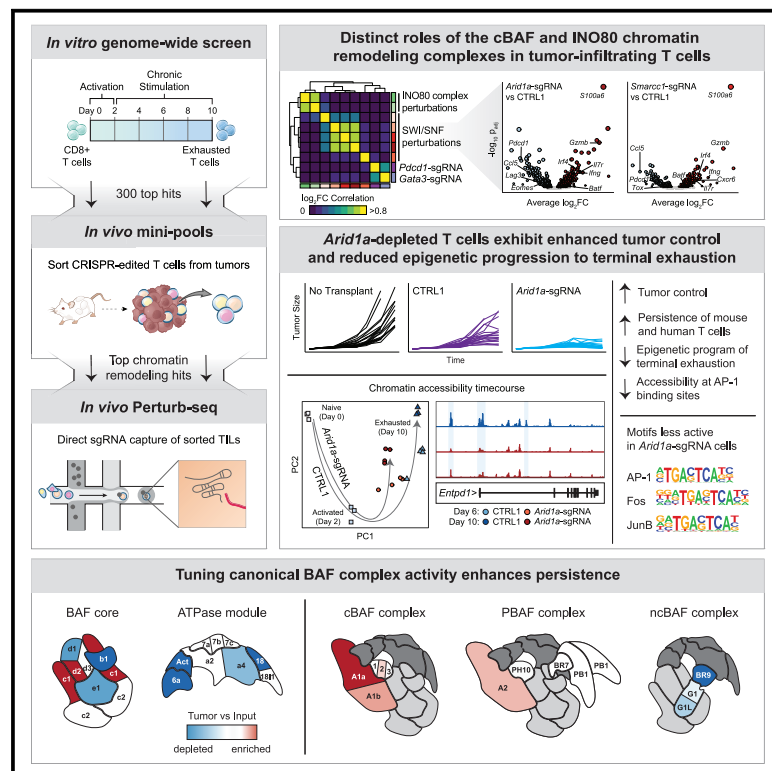 In vitro genome-wide screen
Activation
Chronic
Stimulation
Day 0 2 4 6 8 10
CD8+
T cells
Exhausted
T cells
300 top hits
In vivo mini-pools
Sort CRISPR-edited T cells from tumors
Top chromatin
remodeling hits
In vivo Perturb-seq
Direct sgRNA capture of sorted TILs
Distinct roles of the cBAF and INO80 chromatin
remodeling complexes in tumor-infiltrating T cells
INO80 complex
perturbations
SWI/SNF
perturbations
Pdcd1-sgRNA
Gata3-sgRNA
log2FC Correlation
0 >0.8
Arid1a-sgRNA
vs CTRL1
S100a6
Gzmb
Pdcd1
Irf4
Il7r
Ccl5
Ifng
Lag3
Batf
Eomes
-log10 padj
Average log2FC
Smarcc1-sgRNA
vs CTRL1
S100a6
Gzmb
Ccl5
Irf4
Batf
Ifng
Pdcd1
Cxcr6
Tox
Il7r
Average log2FC
Arid1a-depleted T cells exhibit enhanced tumor control
and reduced epigenetic progression to terminal exhaustion
No Transplant
CTRL1
Arid1a-sgRNA
Tumor Size
Time
Tumor control
Persistence of mouse
and human T cells
Epigenetic program of
terminal exhaustion
Accessibility at AP-1
binding sites
Chromatin accessibility timecourse
Naive
(Day 0)
Exhausted
(Day 10)
Arid1a-sgRNA
CTRL1
Activated
(Day 2)
PC2
PC1
Entpd1>
Day 6: CTRL1 Arid1a-sgRNA
Day 10: CTRL1 Arid1a-sgRNA
Motifs less active
in Arid1a-sgRNA cells
AP-1
Fos
JunB
Tuning canonical BAF complex activity enhances persistence
BAF core
d1
b1
d2
d3
c1
c1
e1
c2
c2
ATPase module
7a
7b
7c
Act
a2
a4
18
6a
Tumor vs Input
depleted enriched
cBAF complex
A1a
1
2
3
A1b
PBAF complex
PH10
BR7
PB1
PB1
A2
ncBAF complex
BR9
G1
G1L